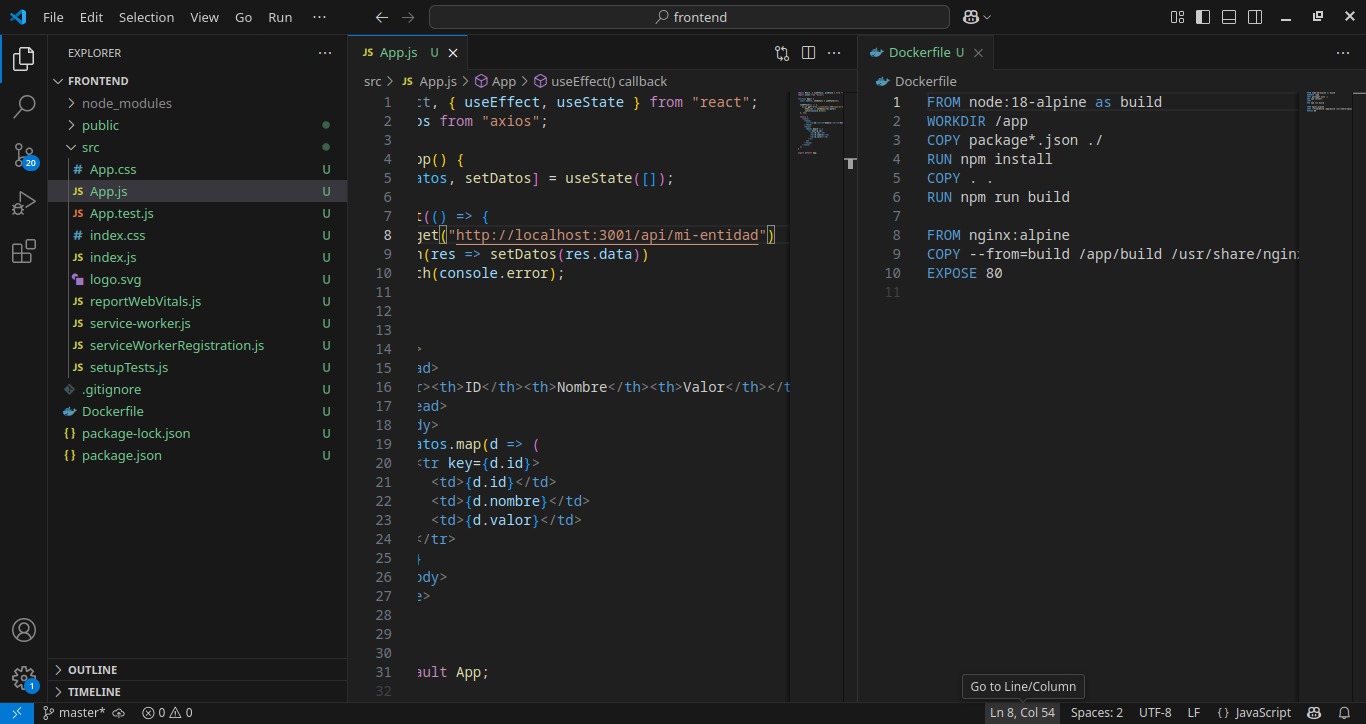 File Edit Selection View Go Run ···
frontend
EXPLORER
FRONTEND
node_modules
public
src
App.css U
App.js U
App.test.js U
index.css U
index.js U
logo.svg U
reportWebVitals.js U
service-worker.js U
serviceWorkerRegistration.js U
setupTests.js U
.gitignore U
Dockerfile U
package-lock.json U
package.json U
OUTLINE
TIMELINE
20
1
JS App.js U
src > JS App.js > App > useEffect() callback
1 ct, { useEffect, useState } from "react";
2 os from "axios";
3
4 pp() {
5 atos, setDatos] = useState([]);
6
7 t(() => {
8 get("http://localhost:3001/api/mi-entidad")
9 n(res => setDatos(res.data))
10 ch(console.error);
11
12
13
14 >
15 ad>
16 r><th>ID</th><th>Nombre</th><th>Valor</th></t
17 ead>
18 dy>
19 atos.map(d => (
20 <tr key={d.id}>
21 <td>{d.id}</td>
22 <td>{d.nombre}</td>
23 <td>{d.valor}</td>
24 </tr>
25 }
26 ody>
27 e>
28
29
30
31 ault App;
32
Dockerfile U
Dockerfile
1 FROM node:18-alpine as build
2 WORKDIR /app
3 COPY package*.json ./
4 RUN npm install
5 COPY . .
6 RUN npm run build
7
8 FROM nginx:alpine
9 COPY --from=build /app/build /usr/share/ngin
10 EXPOSE 80
11
Go to Line/Column
master* 0 0 Ln 8, Col 54 Spaces: 2 UTF-8 LF {} JavaScript